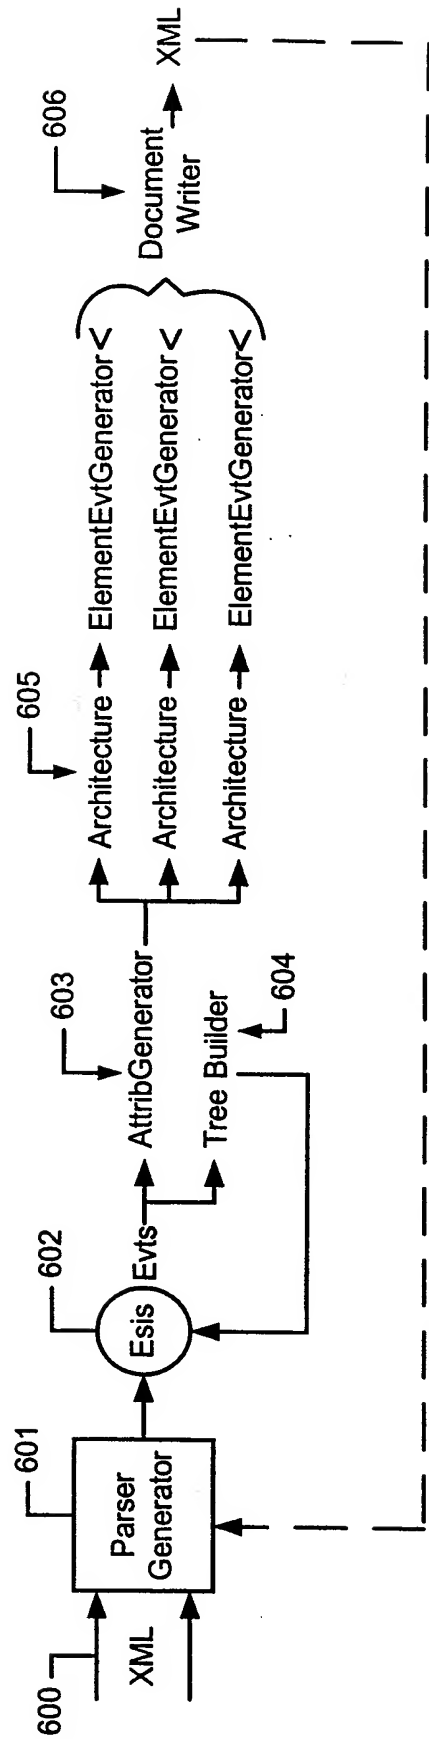 600
XML
601
Parser
Generator
602
Esis
Evts
603
AttribGenerator
Tree Builder
604
605
Architecture
ElementEvtGenerator<
Architecture
ElementEvtGenerator<
Architecture
ElementEvtGenerator<
606
Document
Writer
XML